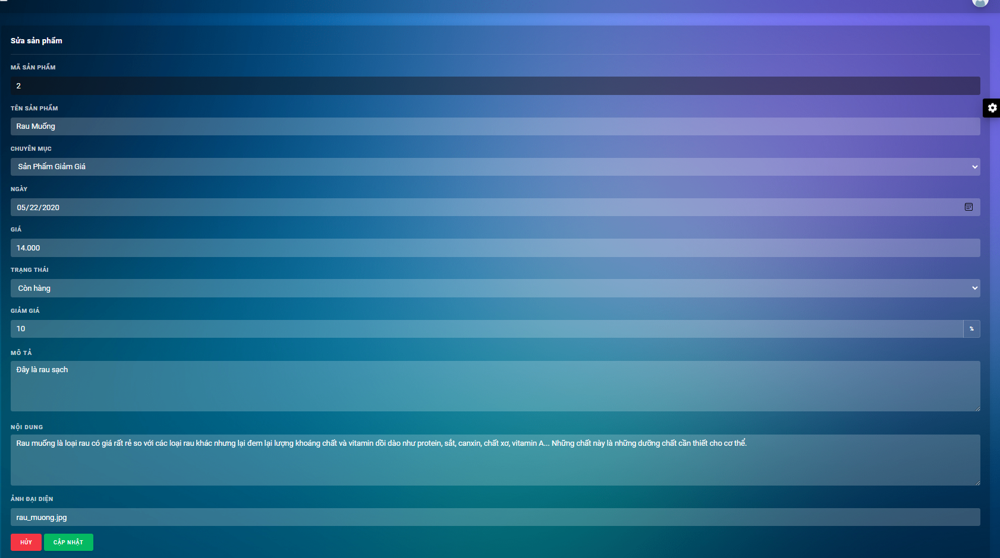 Sửa sản phẩm
MÃ SẢN PHẨM
2
TÊN SẢN PHẨM
Rau Muống
CHUYÊN MỤC
Sản Phấm Giảm Giá
NGÀY
05/22/2020
GIÁ
14.000
TRẠNG THÁI
Còn hàng
GIẢM GIÁ
10
%
MÔ TẢ
Đây là rau sạch
NỘI DUNG
Rau muống là loại rau có giá rất rẻ so với các loại rau khác nhưng lại đem lại lượng khoáng chất và vitamin dồi dào như protein, sắt, canxin, chất xơ, vitamin A... Những chất này là những dưỡng chất cần thiết cho cơ thể.
ẢNH ĐẠI DIỆN
rau_muong.jpg
HỦY CẬP NHẬT